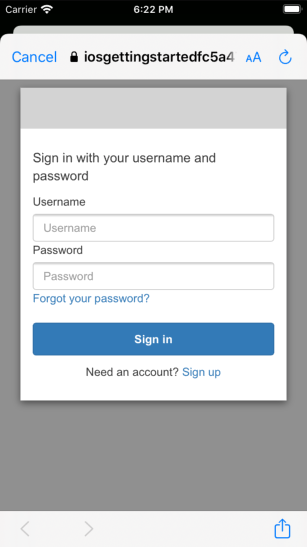 Carrier 6:22 PM
Cancel iosgettingstartedfc5a4 AA
Sign in with your username and
password
Username
Username
Password
Password
Forgot your password?
Sign in
Need an account? Sign up